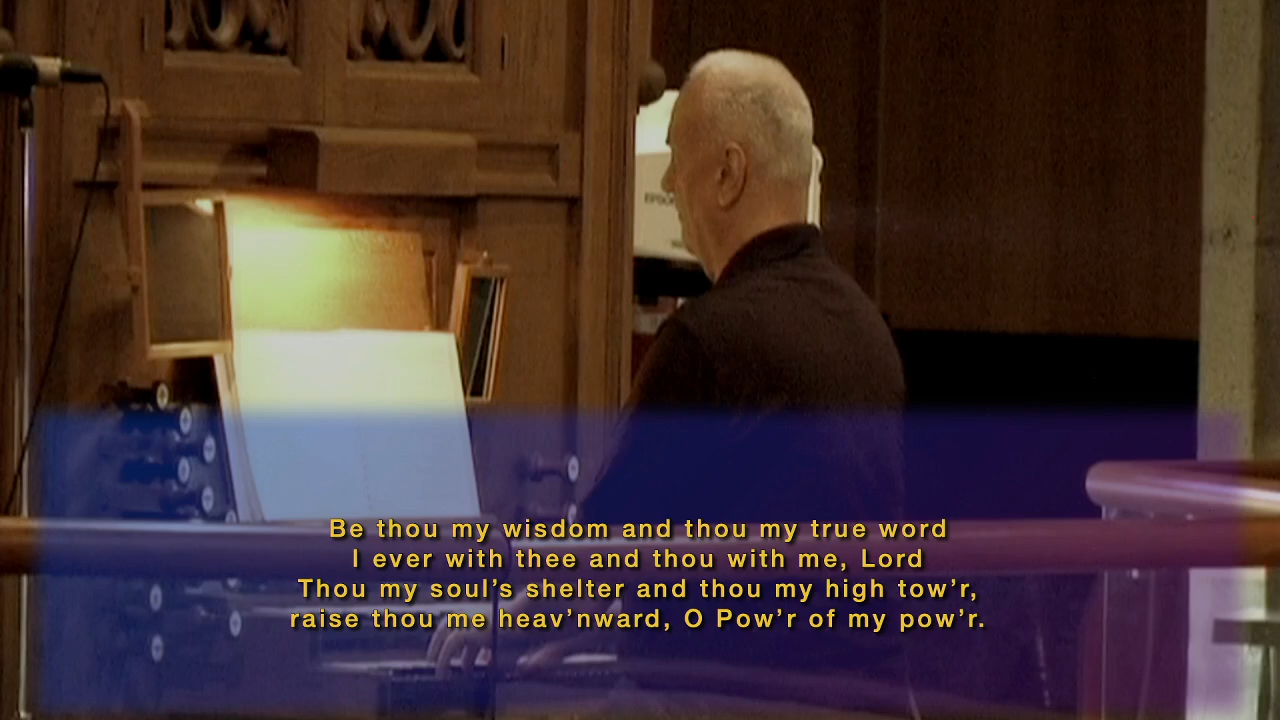 EPSON
Be thou my wisdom and thou my true word
I ever with thee and thou with me, Lord
Thou my soul’s shelter and thou my high tow’r,
raise thou me heav’nward, O Pow’r of my pow’r.